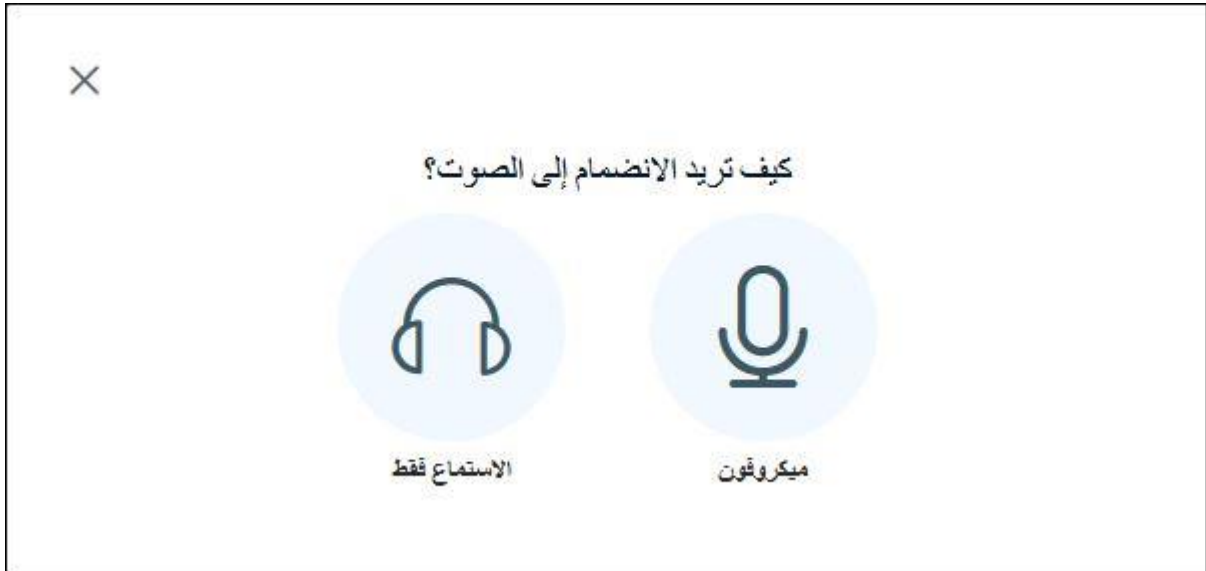 كيف تريد الانضمام إلى الصوت؟
ميكروفون
الاستماع فقط